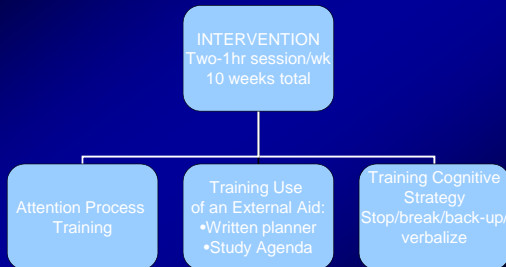 INTERVENTION
Two-1hr session/wk
10 weeks total
Attention Process
Training
Training Use
of an External Aid:
•Written planner
•Study Agenda
Training Cognitive
Strategy
Stop/break/back-up/
verbalize